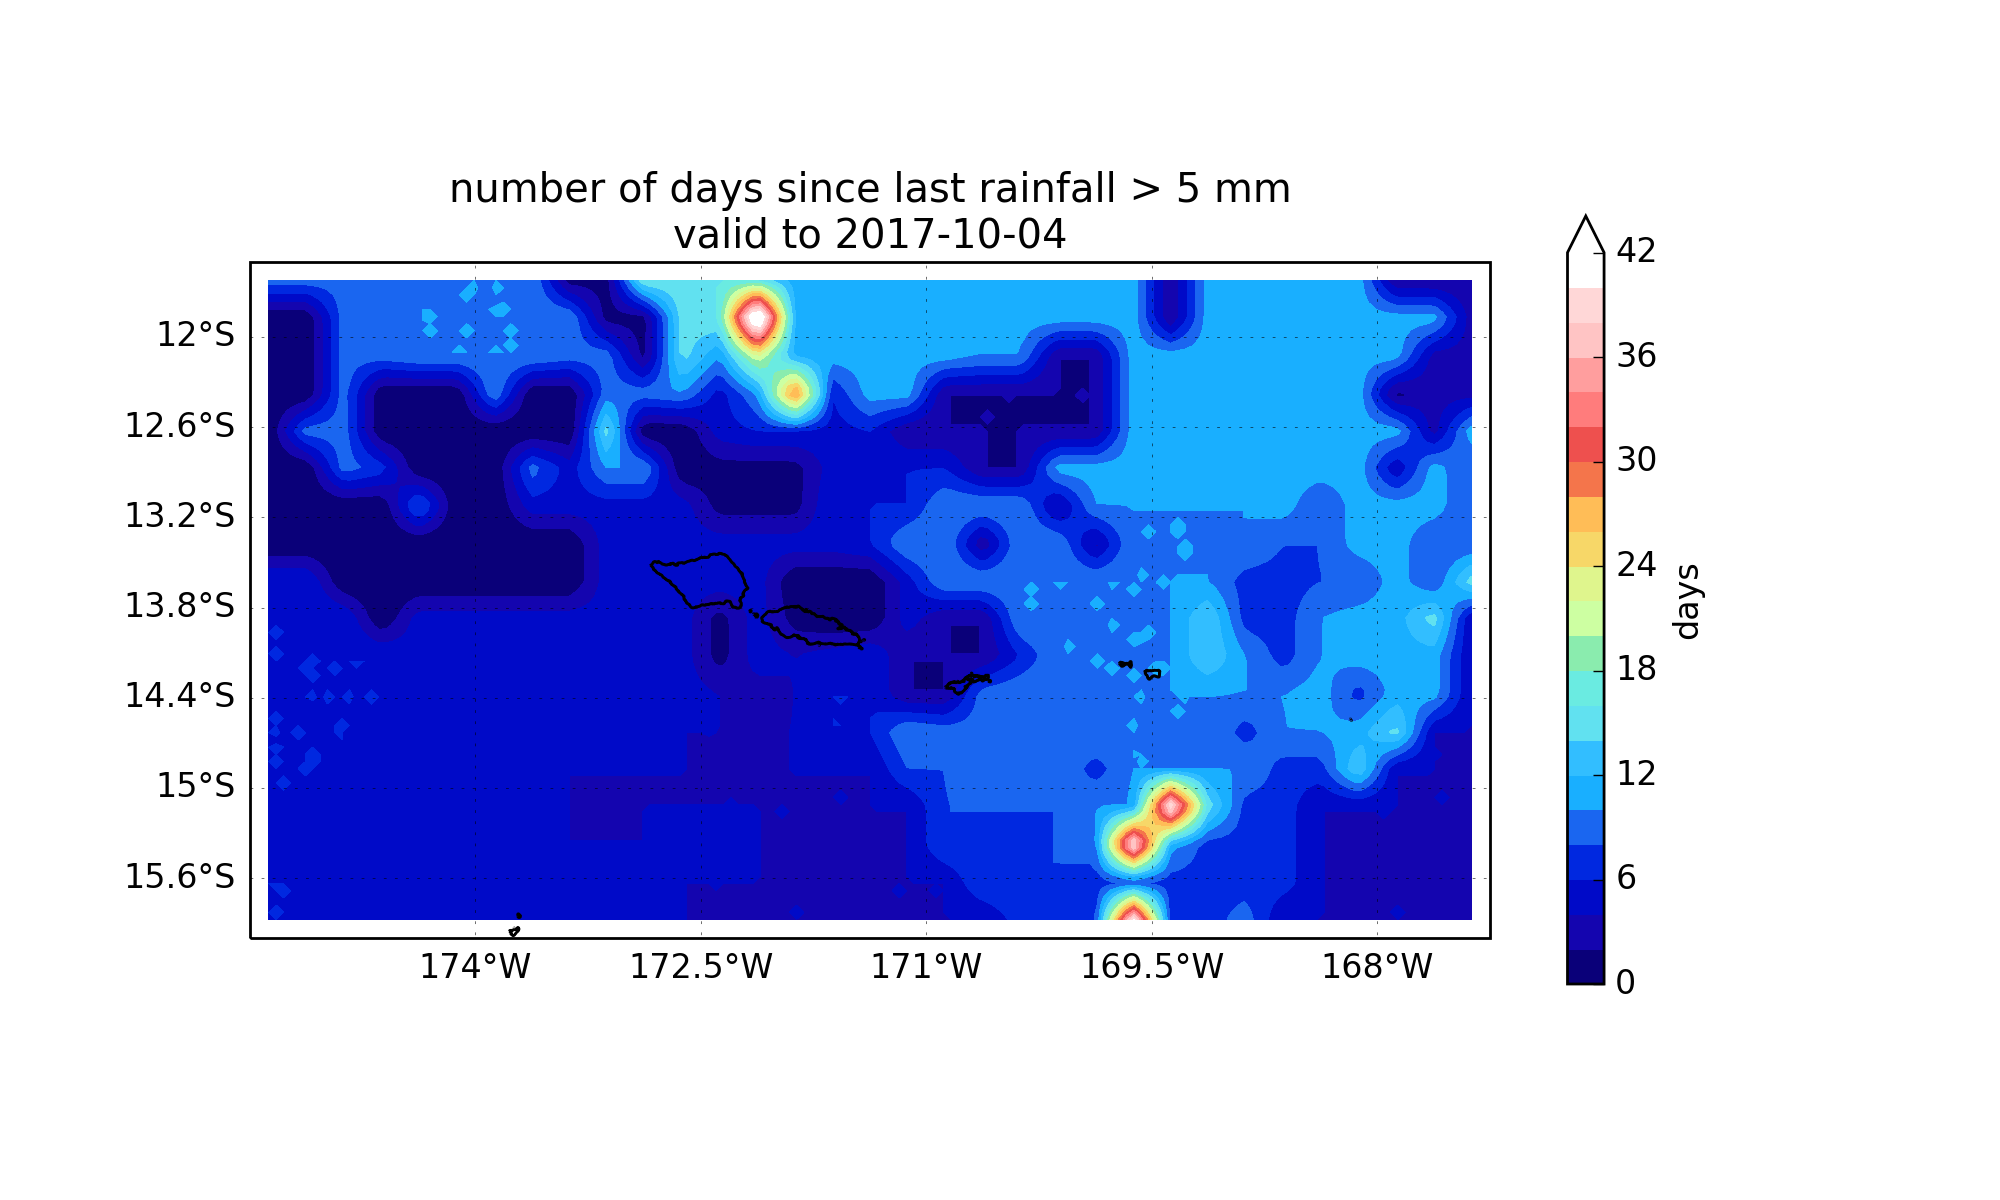 number of days since last rainfall > 5 mm
valid to 2017-10-04
12°S
12.6°S
13.2°S
13.8°S
14.4°S
15°S
15.6°S
174°W 172.5°W 171°W 169.5°W 168°W
42
36
30
24
18
12
6
0
days